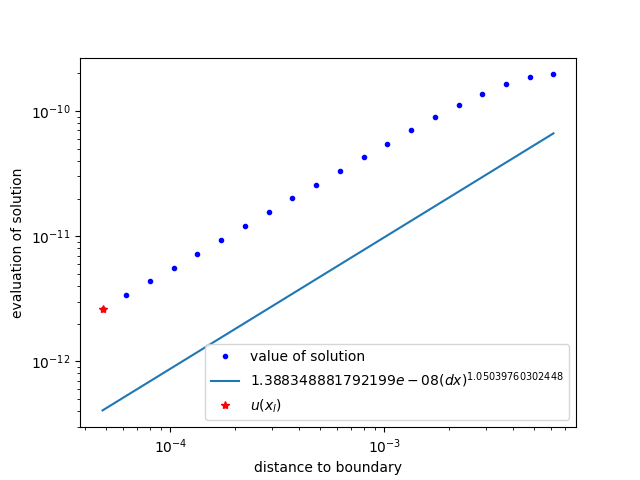 10⁻¹⁰
10⁻¹¹
10⁻¹²
evaluation of solution
value of solution
1.388348881792199e − 08(dx)^1.05039760302448
u(x_l)
10⁻⁴
10⁻³
distance to boundary